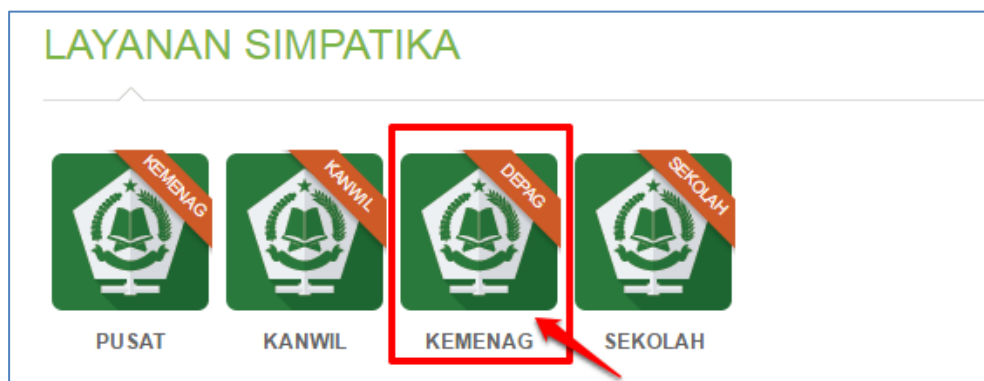 LAYANAN SIMPATIKA
KEMENAG KANWIL DEPAG SEKOLAH
PUSAT KANWIL KEMENAG SEKOLAH